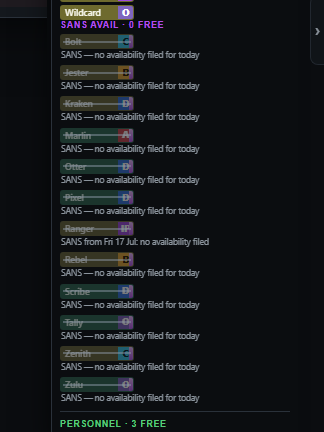 Wildcard O
SANS AVAIL · 0 FREE
Bolt C
SANS — no availability filed for today
Jester B
SANS — no availability filed for today
Kraken D
SANS — no availability filed for today
Marlin A
SANS — no availability filed for today
Otter D
SANS — no availability filed for today
Pixel D
SANS — no availability filed for today
Ranger
SANS from Fri 17 Jul: no availability filed
Rebel
SANS — no availability filed for today
Scribe D
SANS — no availability filed for today
Tally O
SANS — no availability filed for today
Zenith C
SANS — no availability filed for today
Zulu O
SANS — no availability filed for today
PERSONNEL · 3 FREE